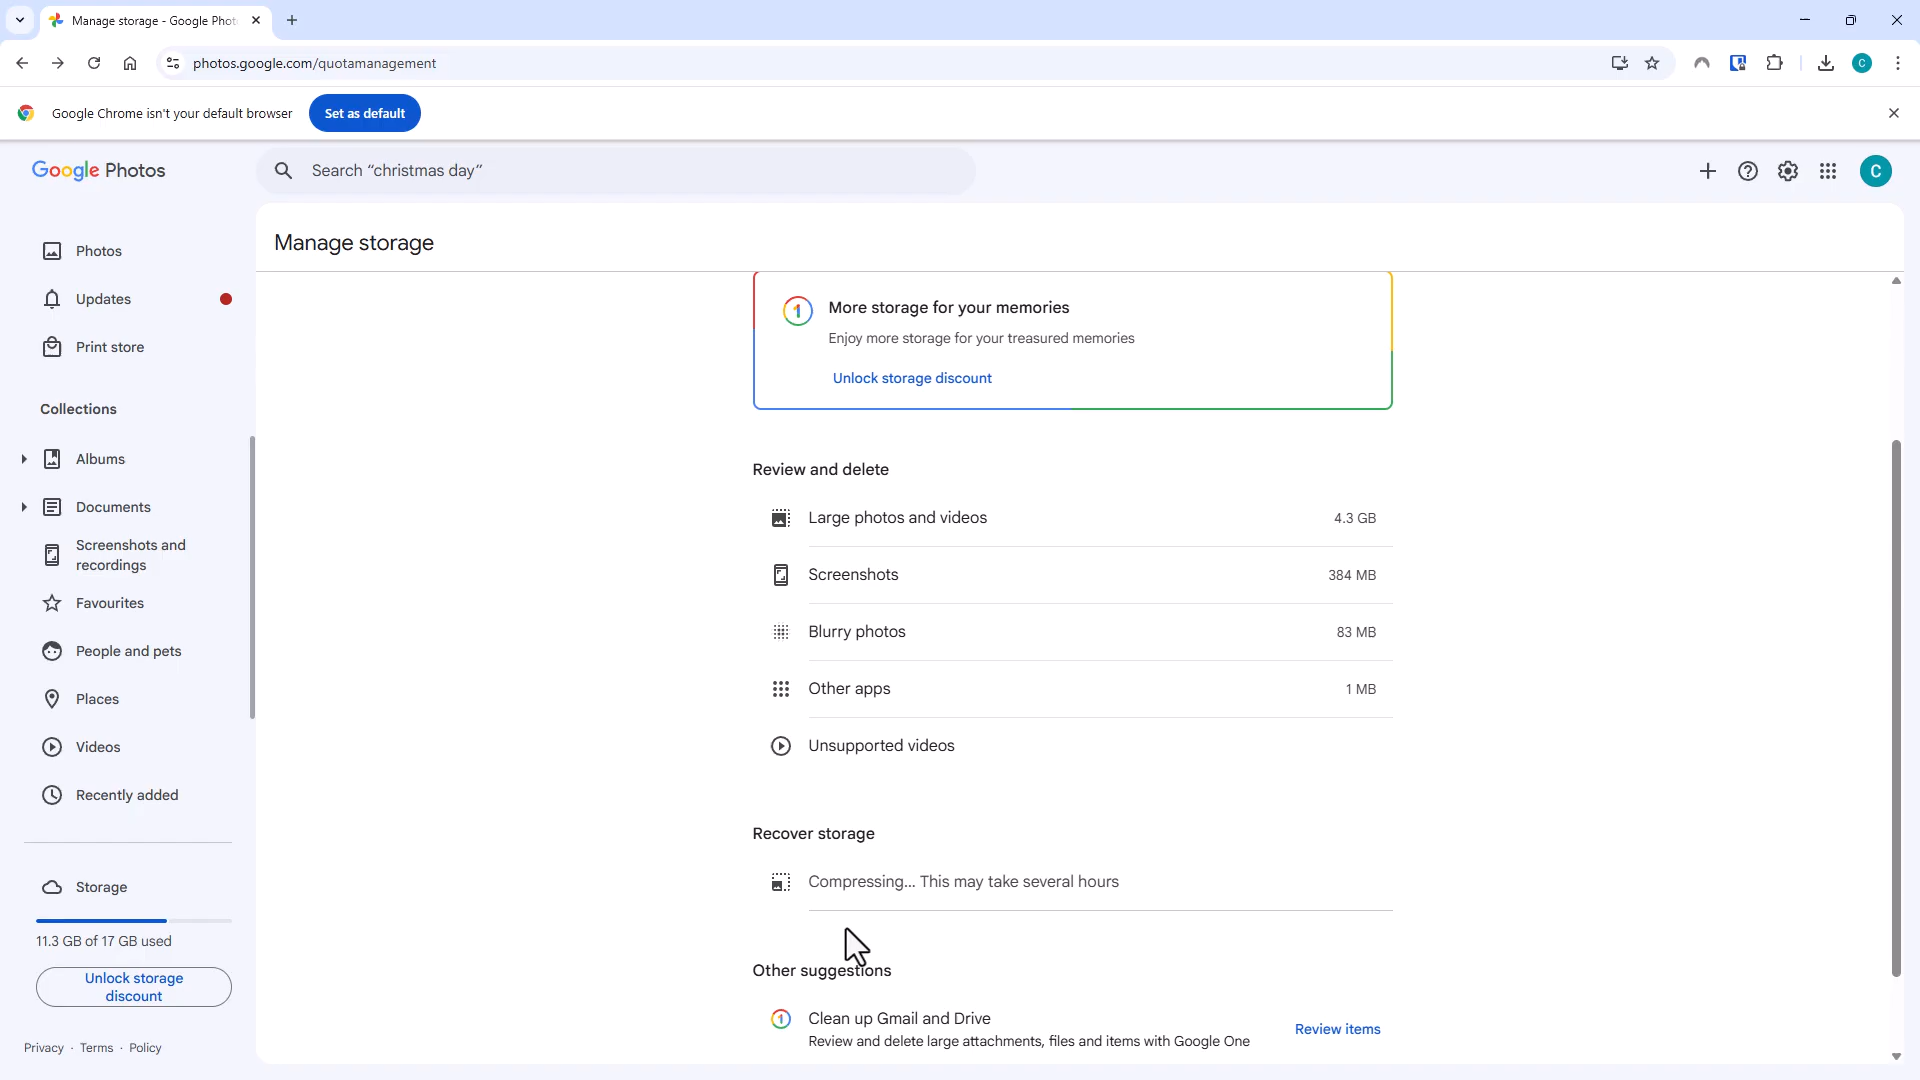 Manage storage - Google Phot
photos.google.com/quotamanagement
C
Google Chrome isn't your default browser
Set as default
Google Photos
Search “christmas day”
C
Photos
Updates
Print store
Collections
Albums
Documents
Screenshots and
recordings
Favourites
People and pets
Places
Videos
Recently added
Storage
11.3 GB of 17 GB used
Unlock storage
discount
Privacy · Terms · Policy
Manage storage
1
More storage for your memories
Enjoy more storage for your treasured memories
Unlock storage discount
Review and delete
Large photos and videos 4.3 GB
Screenshots 384 MB
Blurry photos 83 MB
Other apps 1 MB
Unsupported videos
Recover storage
Compressing... This may take several hours
Other suggestions
1
Clean up Gmail and Drive
Review and delete large attachments, files and items with Google One
Review items